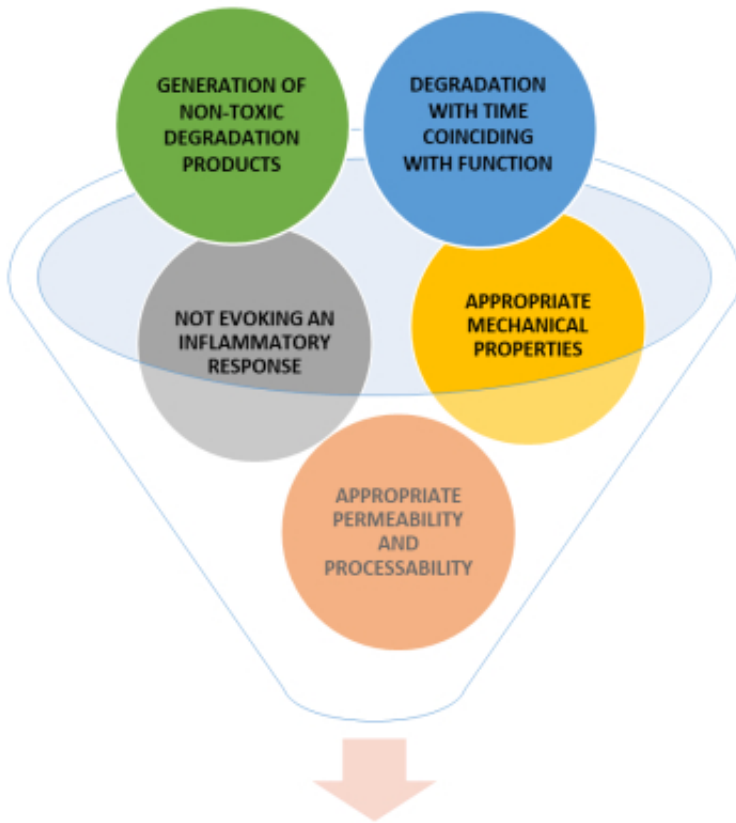 GENERATION OF
NON-TOXIC
DEGRADATION
PRODUCTS
DEGRADATION
WITH TIME
COINCIDING
WITH FUNCTION
NOT EVOKING AN
INFLAMMATORY
RESPONSE
APPROPRIATE
MECHANICAL
PROPERTIES
APPROPRIATE
PERMEABILITY
AND
PROCESSABILITY